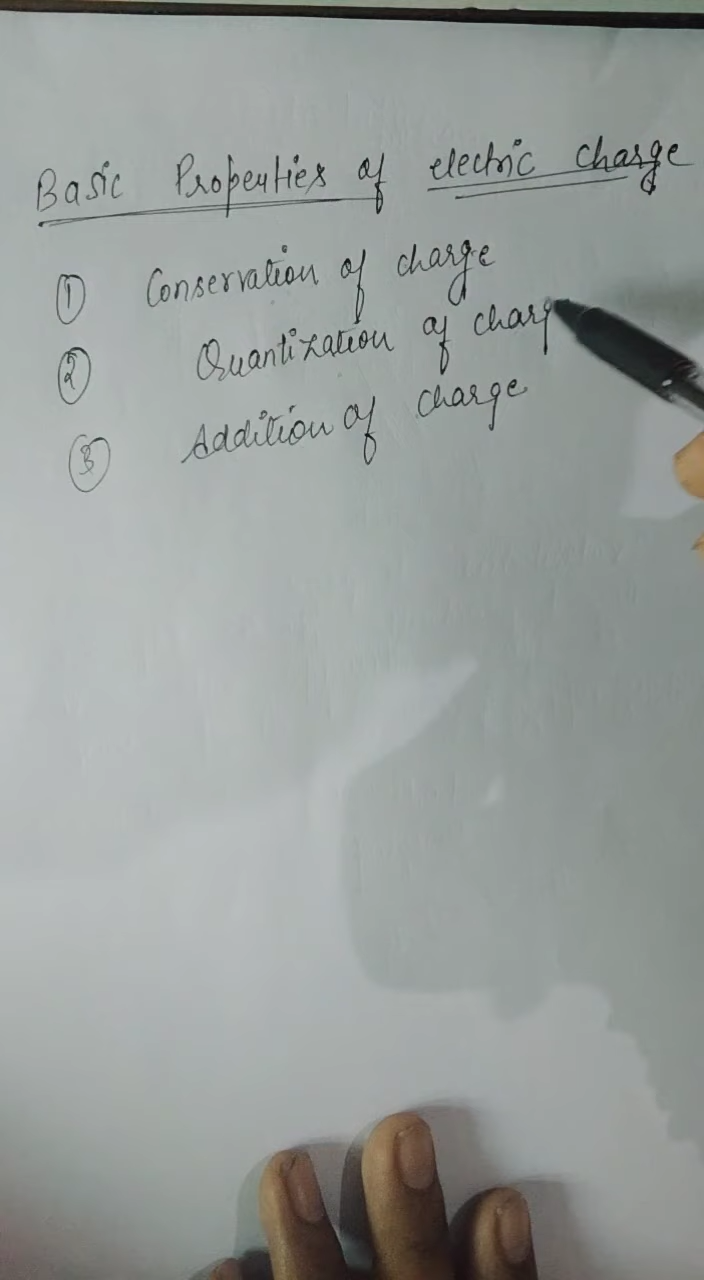 Basic Properties of electric charge
① Conservation of charge
② Quantization of charg
③ Addition of charge